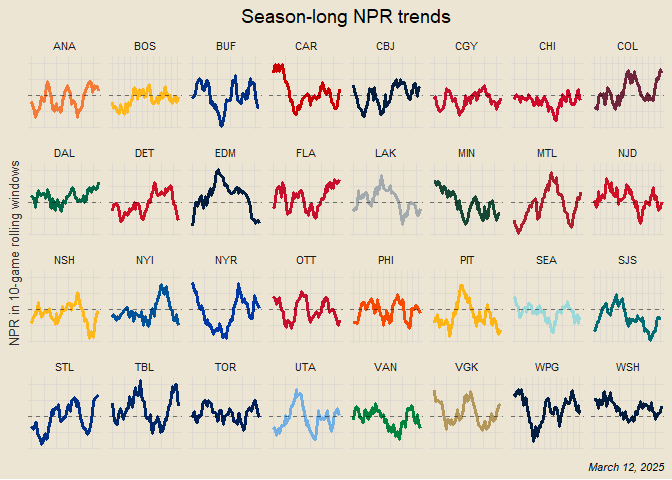 Season-long NPR trends
ANA BOS BUF CAR CBJ CGY CHI COL
DAL DET EDM FLA LAK MIN MTL NJD
NPR in 10-game rolling windows
NSH NYI NYR OTT PHI PIT SEA SJS
STL TBL TOR UTA VAN VGK WPG WSH
March 12, 2025